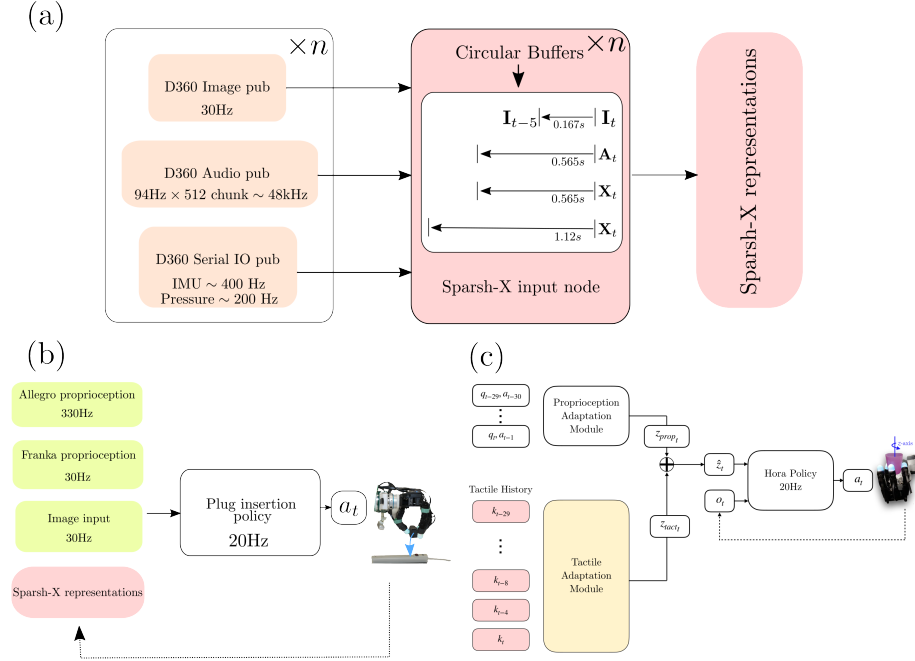 (a)
×n
D360 Image pub
30Hz
D360 Audio pub
94Hz × 512 chunk ∼ 48kHz
D360 Serial IO pub
IMU ∼ 400 Hz
Pressure ∼ 200 Hz
×n
Circular Buffers
I_{t−5} 0.167s I_t
0.565s A_t
0.565s X_t
1.12s X_t
Sparsh-X input node
Sparsh-X representations
(b)
Allegro proprioception
330Hz
Franka proprioception
30Hz
Image input
30Hz
Sparsh-X representations
Plug insertion
policy
20Hz
a_t
(c)
q_{t−29}, a_{t−30}
q_t, a_{t−1}
Proprioception
Adaptation
Module
z_{prop_t}
Tactile History
k_{t−29}
k_{t−8}
k_{t−4}
k_t
Tactile
Adaptation
Module
z_{tact_t}
ẑ_t
o_t
Hora Policy
20Hz
a_t
z-axis